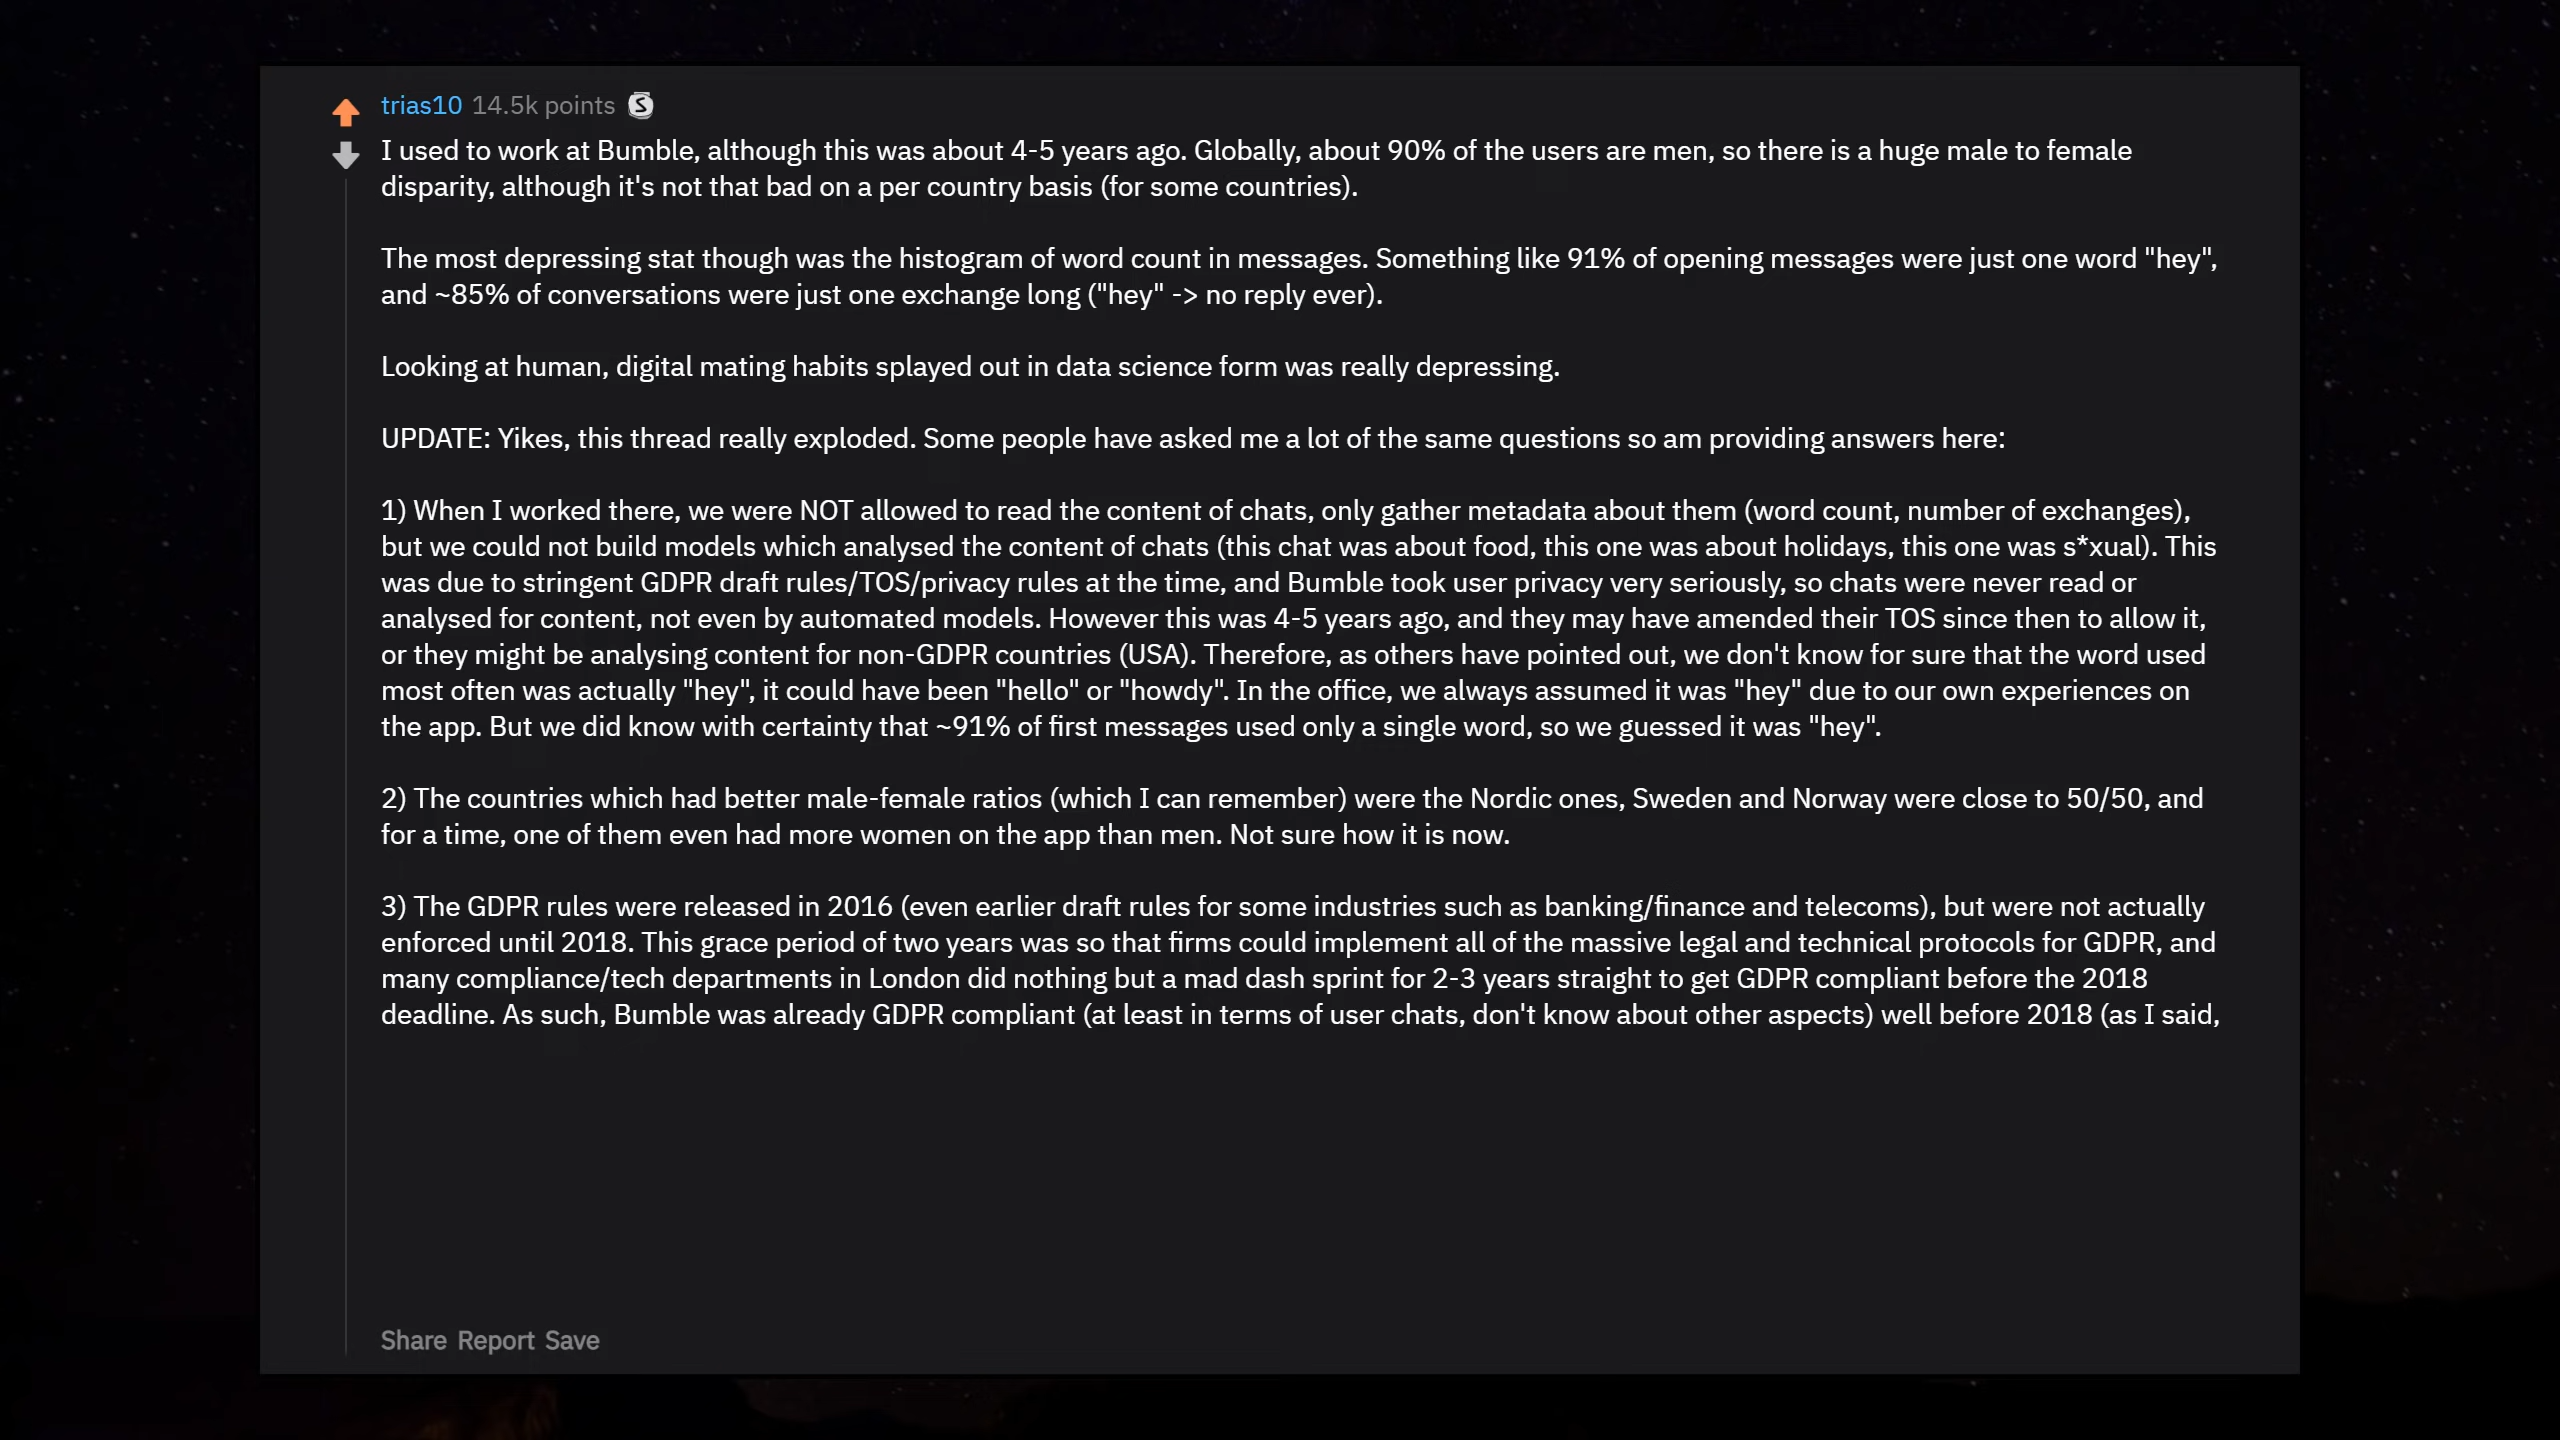 trias10 14.5k points
I used to work at Bumble, although this was about 4-5 years ago. Globally, about 90% of the users are men, so there is a huge male to female
disparity, although it's not that bad on a per country basis (for some countries).
The most depressing stat though was the histogram of word count in messages. Something like 91% of opening messages were just one word "hey",
and ~85% of conversations were just one exchange long ("hey" -> no reply ever).
Looking at human, digital mating habits splayed out in data science form was really depressing.
UPDATE: Yikes, this thread really exploded. Some people have asked me a lot of the same questions so am providing answers here:
1) When I worked there, we were NOT allowed to read the content of chats, only gather metadata about them (word count, number of exchanges),
but we could not build models which analysed the content of chats (this chat was about food, this one was about holidays, this one was s*xual). This
was due to stringent GDPR draft rules/TOS/privacy rules at the time, and Bumble took user privacy very seriously, so chats were never read or
analysed for content, not even by automated models. However this was 4-5 years ago, and they may have amended their TOS since then to allow it,
or they might be analysing content for non-GDPR countries (USA). Therefore, as others have pointed out, we don't know for sure that the word used
most often was actually "hey", it could have been "hello" or "howdy". In the office, we always assumed it was "hey" due to our own experiences on
the app. But we did know with certainty that ~91% of first messages used only a single word, so we guessed it was "hey".
2) The countries which had better male-female ratios (which I can remember) were the Nordic ones, Sweden and Norway were close to 50/50, and
for a time, one of them even had more women on the app than men. Not sure how it is now.
3) The GDPR rules were released in 2016 (even earlier draft rules for some industries such as banking/finance and telecoms), but were not actually
enforced until 2018. This grace period of two years was so that firms could implement all of the massive legal and technical protocols for GDPR, and
many compliance/tech departments in London did nothing but a mad dash sprint for 2-3 years straight to get GDPR compliant before the 2018
deadline. As such, Bumble was already GDPR compliant (at least in terms of user chats, don't know about other aspects) well before 2018 (as I said,
Share Report Save